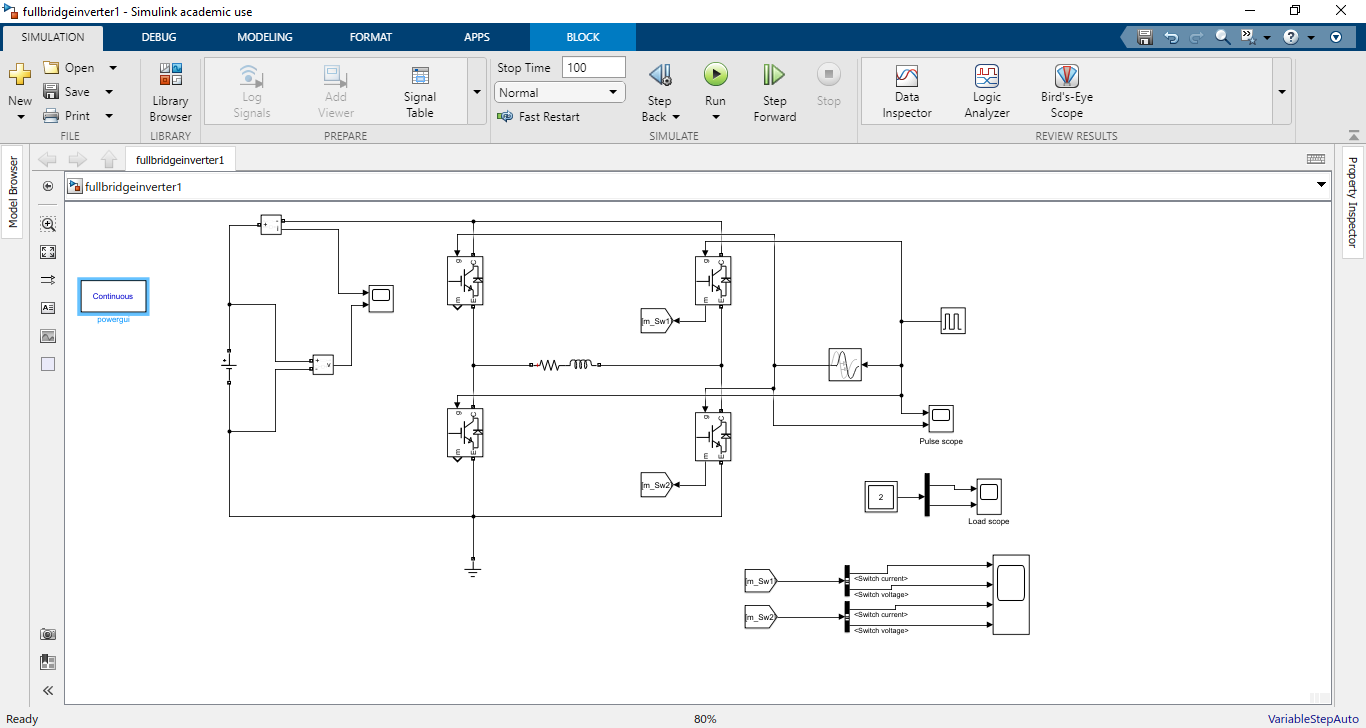 fullbridgeinverter1 - Simulink academic use
SIMULATION
DEBUG
MODELING
FORMAT
APPS
BLOCK
New
Open
Save
Print
FILE
Library
Browser
LIBRARY
Log
Signals
Add
Viewer
Signal
Table
PREPARE
Stop Time 100
Normal
Fast Restart
Step
Back
Run
Step
Forward
Stop
SIMULATE
Data
Inspector
Logic
Analyzer
Bird's-Eye
Scope
REVIEW RESULTS
Model Browser
fullbridgeinverter1
fullbridgeinverter1
Property Inspector
Continuous
powergui
+
-
i
+
-
v
+
g
C
m
E
g
C
m
E
[m_Sw1]
g
C
m
E
g
C
m
E
[m_Sw2]
Pulse scope
2
Load scope
[m_Sw1]
<Switch current>
<Switch voltage>
[m_Sw2]
<Switch current>
<Switch voltage>
Ready
80%
VariableStepAuto